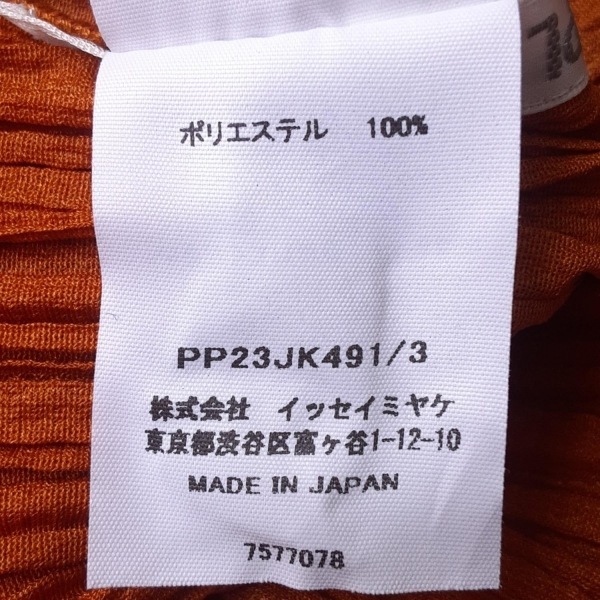 ポリエステル 100%
PP23JK491/3
株式会社 イッセイミヤケ
東京都渋谷区富ヶ谷1-12-10
MADE IN JAPAN
7577078